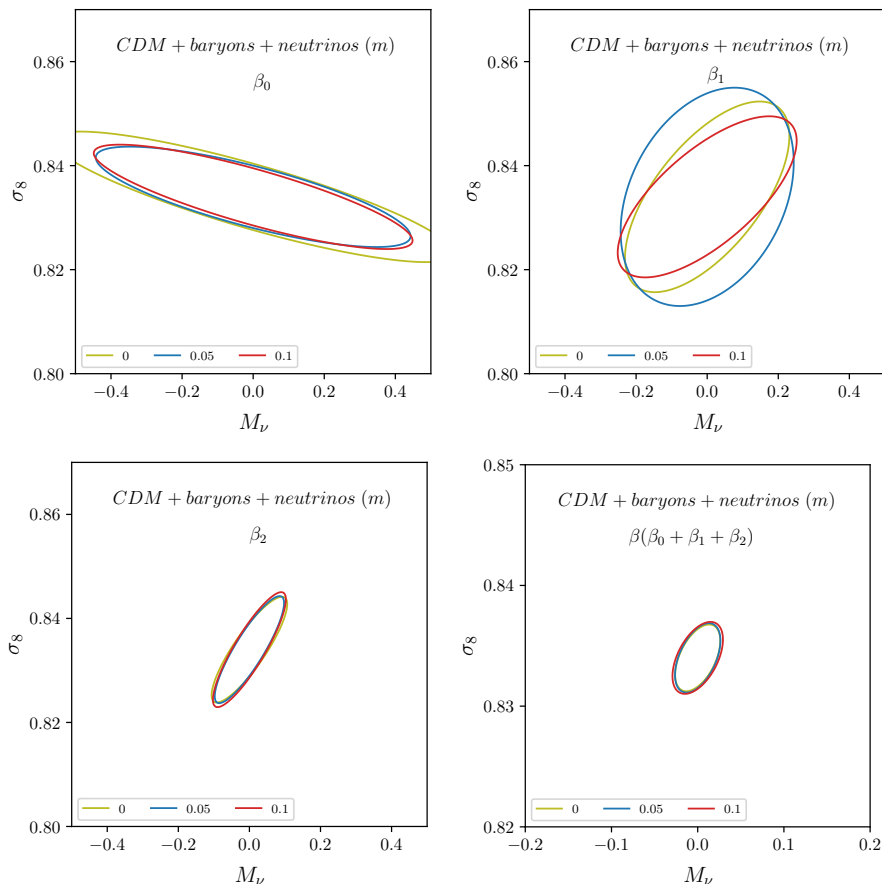 CDM + baryons + neutrinos (m)
β₀
0.86
0.84
0.82
0.80
σ₈
0 0.05 0.1
−0.4 −0.2 0.0 0.2 0.4
M_ν
CDM + baryons + neutrinos (m)
β₁
0.86
0.84
0.82
0.80
σ₈
0 0.05 0.1
−0.4 −0.2 0.0 0.2 0.4
M_ν
CDM + baryons + neutrinos (m)
β₂
0.86
0.84
0.82
0.80
σ₈
0 0.05 0.1
−0.4 −0.2 0.0 0.2 0.4
M_ν
CDM + baryons + neutrinos (m)
β(β₀ + β₁ + β₂)
0.85
0.84
0.83
0.82
σ₈
0 0.05 0.1
−0.2 −0.1 0.0 0.1 0.2
M_ν